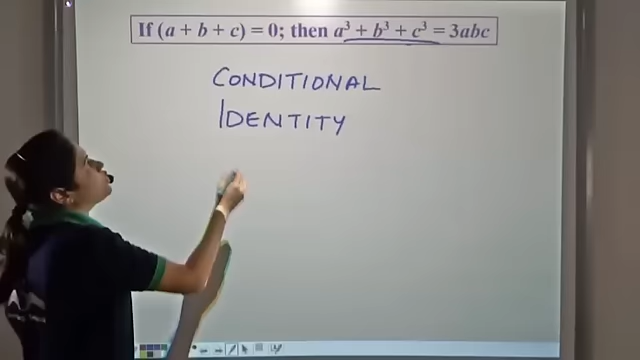 If (a + b + c) = 0; then a³ + b³ + c³ = 3abc
CONDITIONAL
IDENTITY